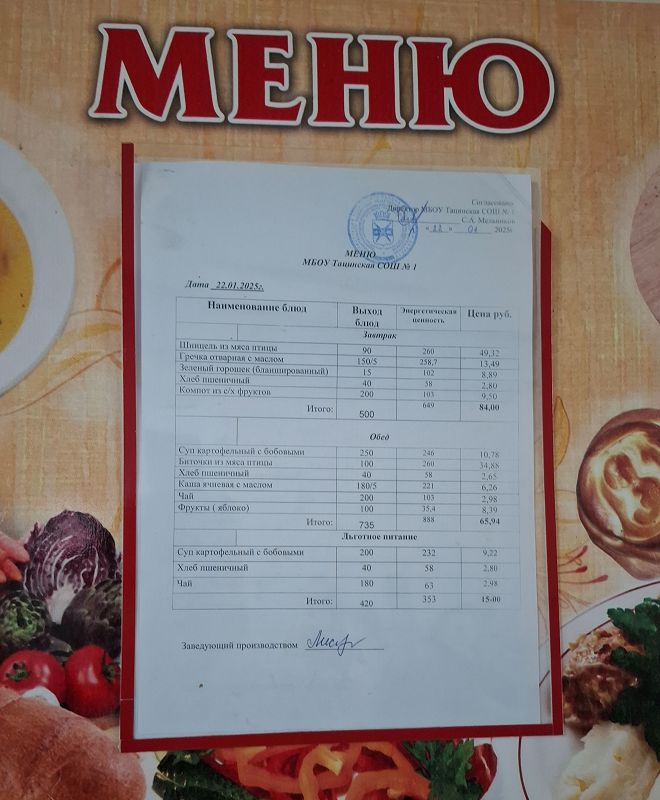 МЕНЮ
Согласовано
Директор МБОУ Тацинская СОШ № 1
С.А. Мельников
« 22 » 01 2025г
МЕНЮ
МБОУ Тацинская СОШ № 1
Дата 22.01.2025г.
Наименование блюд Выход блюд Энергетическая ценность Цена руб.
Завтрак
Шницель из мяса птицы 90 260 49,32
Гречка отварная с маслом 150/5 258,7 13,49
Зеленый горошек (бланшированный) 15 102 8,89
Хлеб пшеничный 40 58 2,80
Компот из с/х фруктов 200 103 9,50
Итого: 500 649 84,00
Обед
Суп картофельный с бобовыми 250 246 10,78
Биточки из мяса птицы 100 260 34,88
Хлеб пшеничный 40 58 2,65
Каша ячневая с маслом 180/5 221 6,26
Чай 200 103 2,98
Фрукты ( яблоко) 100 35,4 8,39
Итого: 735 888 65,94
Льготное питание
Суп картофельный с бобовыми 200 232 9,22
Хлеб пшеничный 40 58 2,80
Чай 180 63 2,98
Итого: 420 353 15-00
Заведующий производством